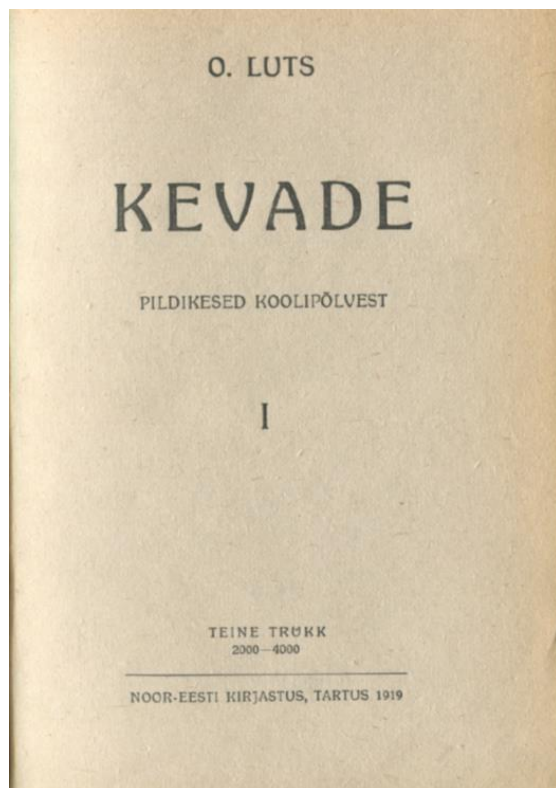 O. LUTS
KEVADE
PILDIKESED KOOLIPÕLVEST
I
TEINE TRÜKK
2000—4000
NOOR-EESTI KIRJASTUS, TARTUS 1919